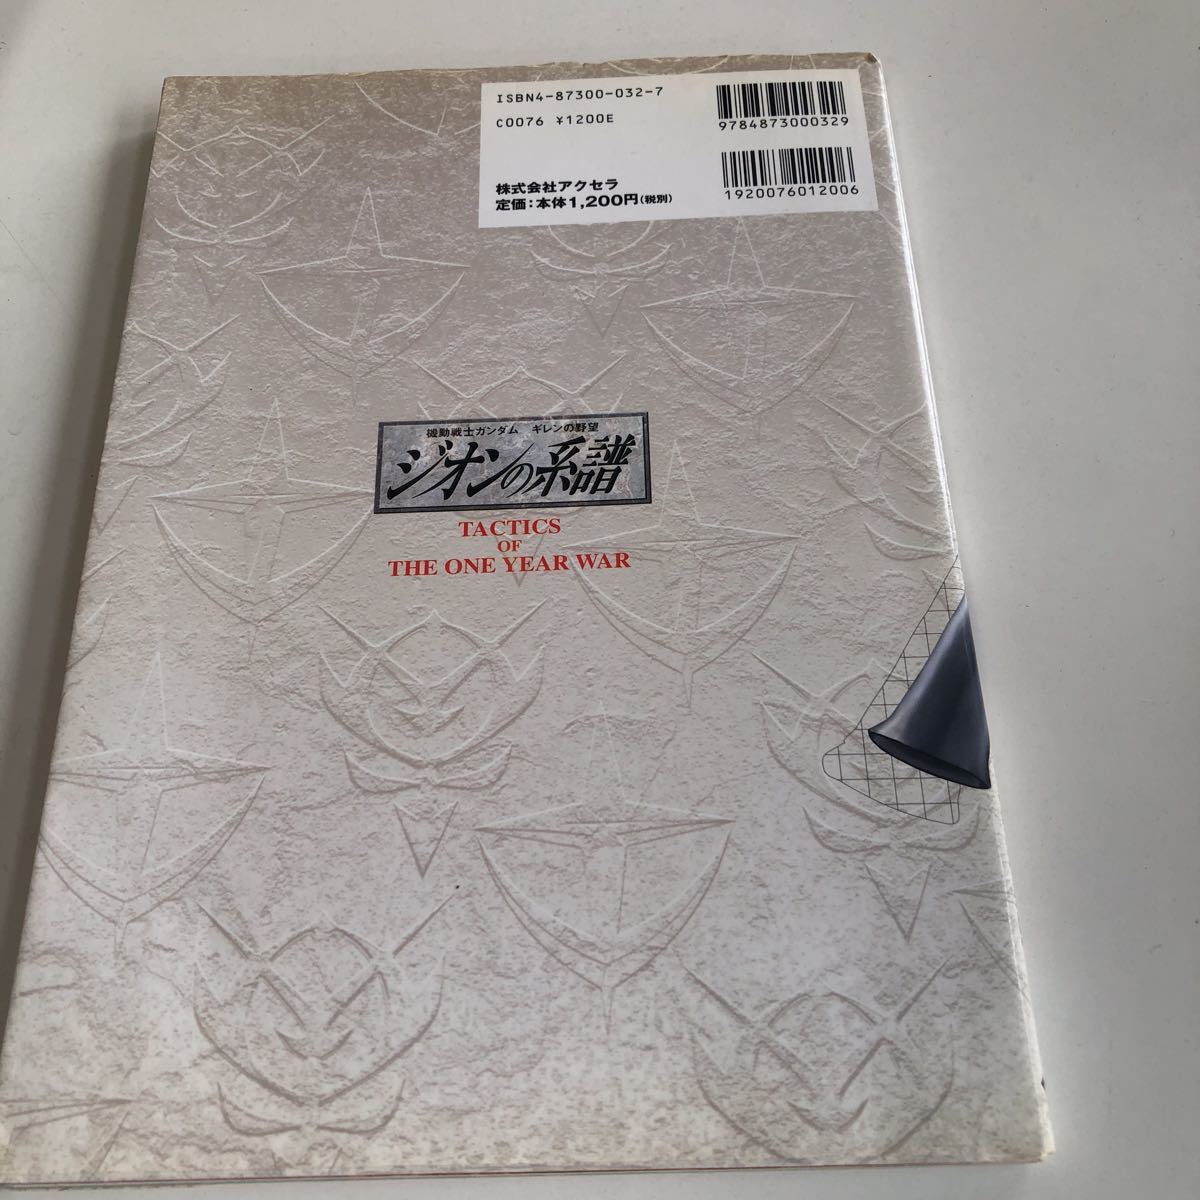 ISBN4-87300-032-7
C0076 ¥1200E
9784873000329
株式会社アクセラ
定価：本体1,200円(税別)
1920076012006
機動戦士ガンダム ギレンの野望
ジオンの系譜
TACTICS
OF
THE ONE YEAR WAR